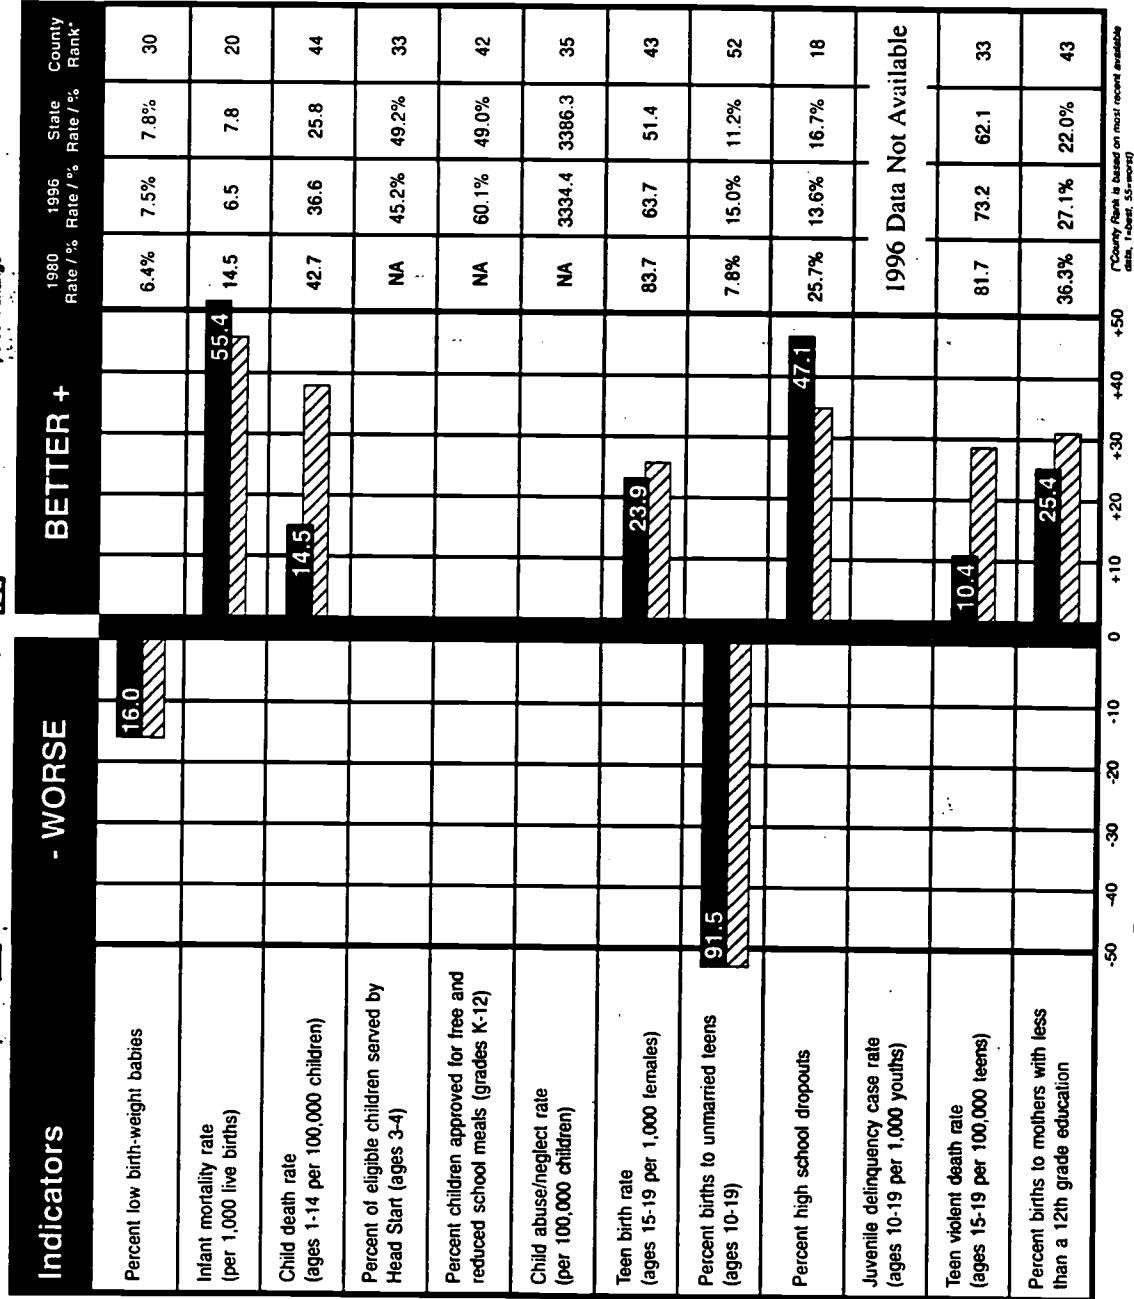 Indicators
- WORSE
BETTER +
1980
Rate / %
1996
Rate / %
State
Rate / %
County
Rank*
Percent low birth-weight babies
16.0
6.4%
7.5%
7.8%
30
Infant mortality rate
(per 1,000 live births)
55.4
14.5
6.5
7.8
20
Child death rate
(ages 1-14 per 100,000 children)
14.5
42.7
36.6
25.8
44
Percent of eligible children served by
Head Start (ages 3-4)
NA
45.2%
49.2%
33
Percent children approved for free and
reduced school meals (grades K-12)
NA
60.1%
49.0%
42
Child abuse/neglect rate
(per 100,000 children)
NA
3334.4
3386.3
35
Teen birth rate
(ages 15-19 per 1,000 females)
23.9
83.7
63.7
51.4
43
Percent births to unmarried teens
(ages 10-19)
91.5
7.8%
15.0%
11.2%
52
Percent high school dropouts
47.1
25.7%
13.6%
16.7%
18
Juvenile delinquency case rate
(ages 10-19 per 1,000 youths)
1996 Data Not Available
Teen violent death rate
(ages 15-19 per 100,000 teens)
10.4
81.7
73.2
62.1
33
Percent births to mothers with less
than a 12th grade education
25.4
36.3%
27.1%
22.0%
43
-50
-40
-30
-20
-10
0
+10
+20
+30
+40
+50
(*County Rank is based on most recent available
data, 1=best, 55=worst)